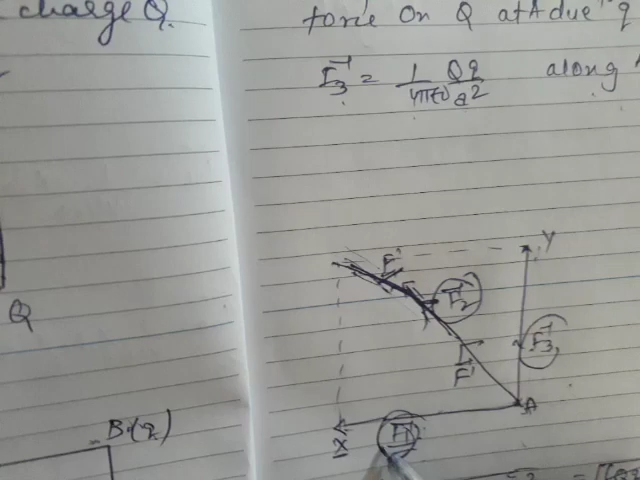 charge Q.
Q
B(q)
force on Q at A due q
F3 = 1/4πε0 Qq/a2 along
Y
F'
F2
F3
F'
A
X
F1